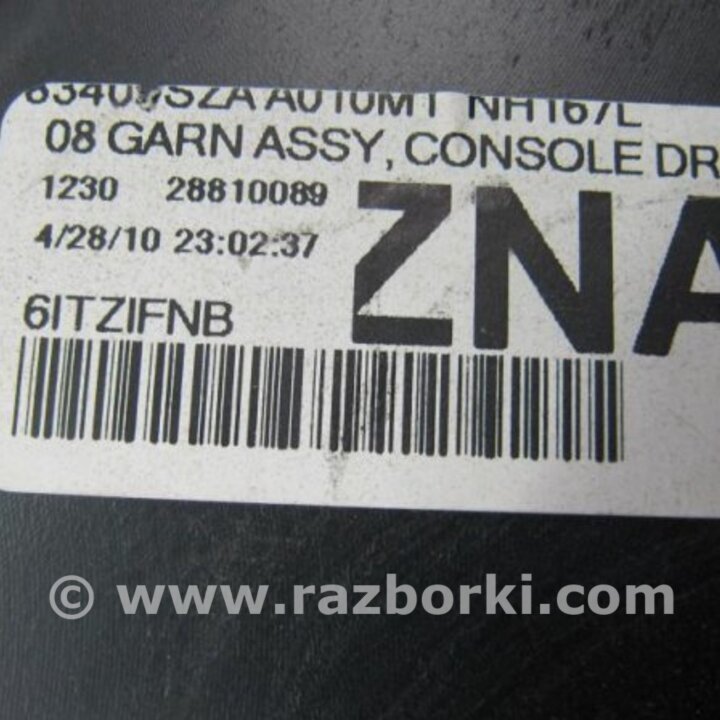 83409SZA A010M1 NH167L
08 GARN ASSY, CONSOLE DR
1230 28810089
4/28/10 23:02:37
ZNA
6ITZIFNB
© www.razborki.com